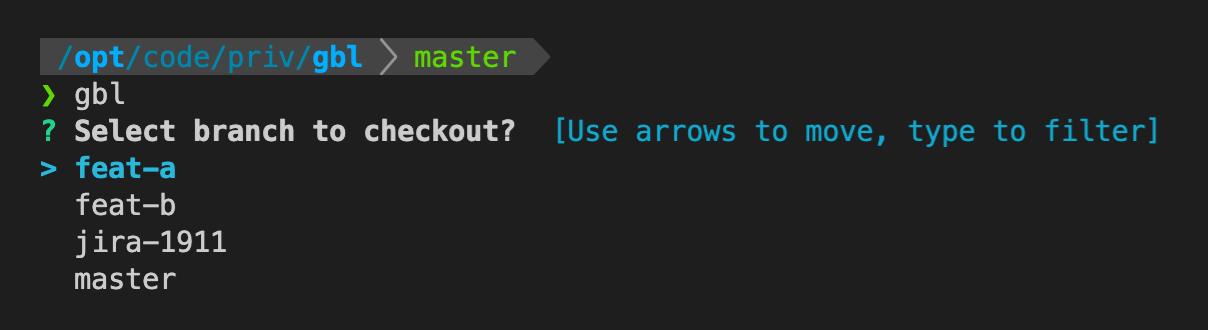 /opt/code/priv/gbl master
❯ gbl
? Select branch to checkout? [Use arrows to move, type to filter]
> feat-a
feat-b
jira-1911
master